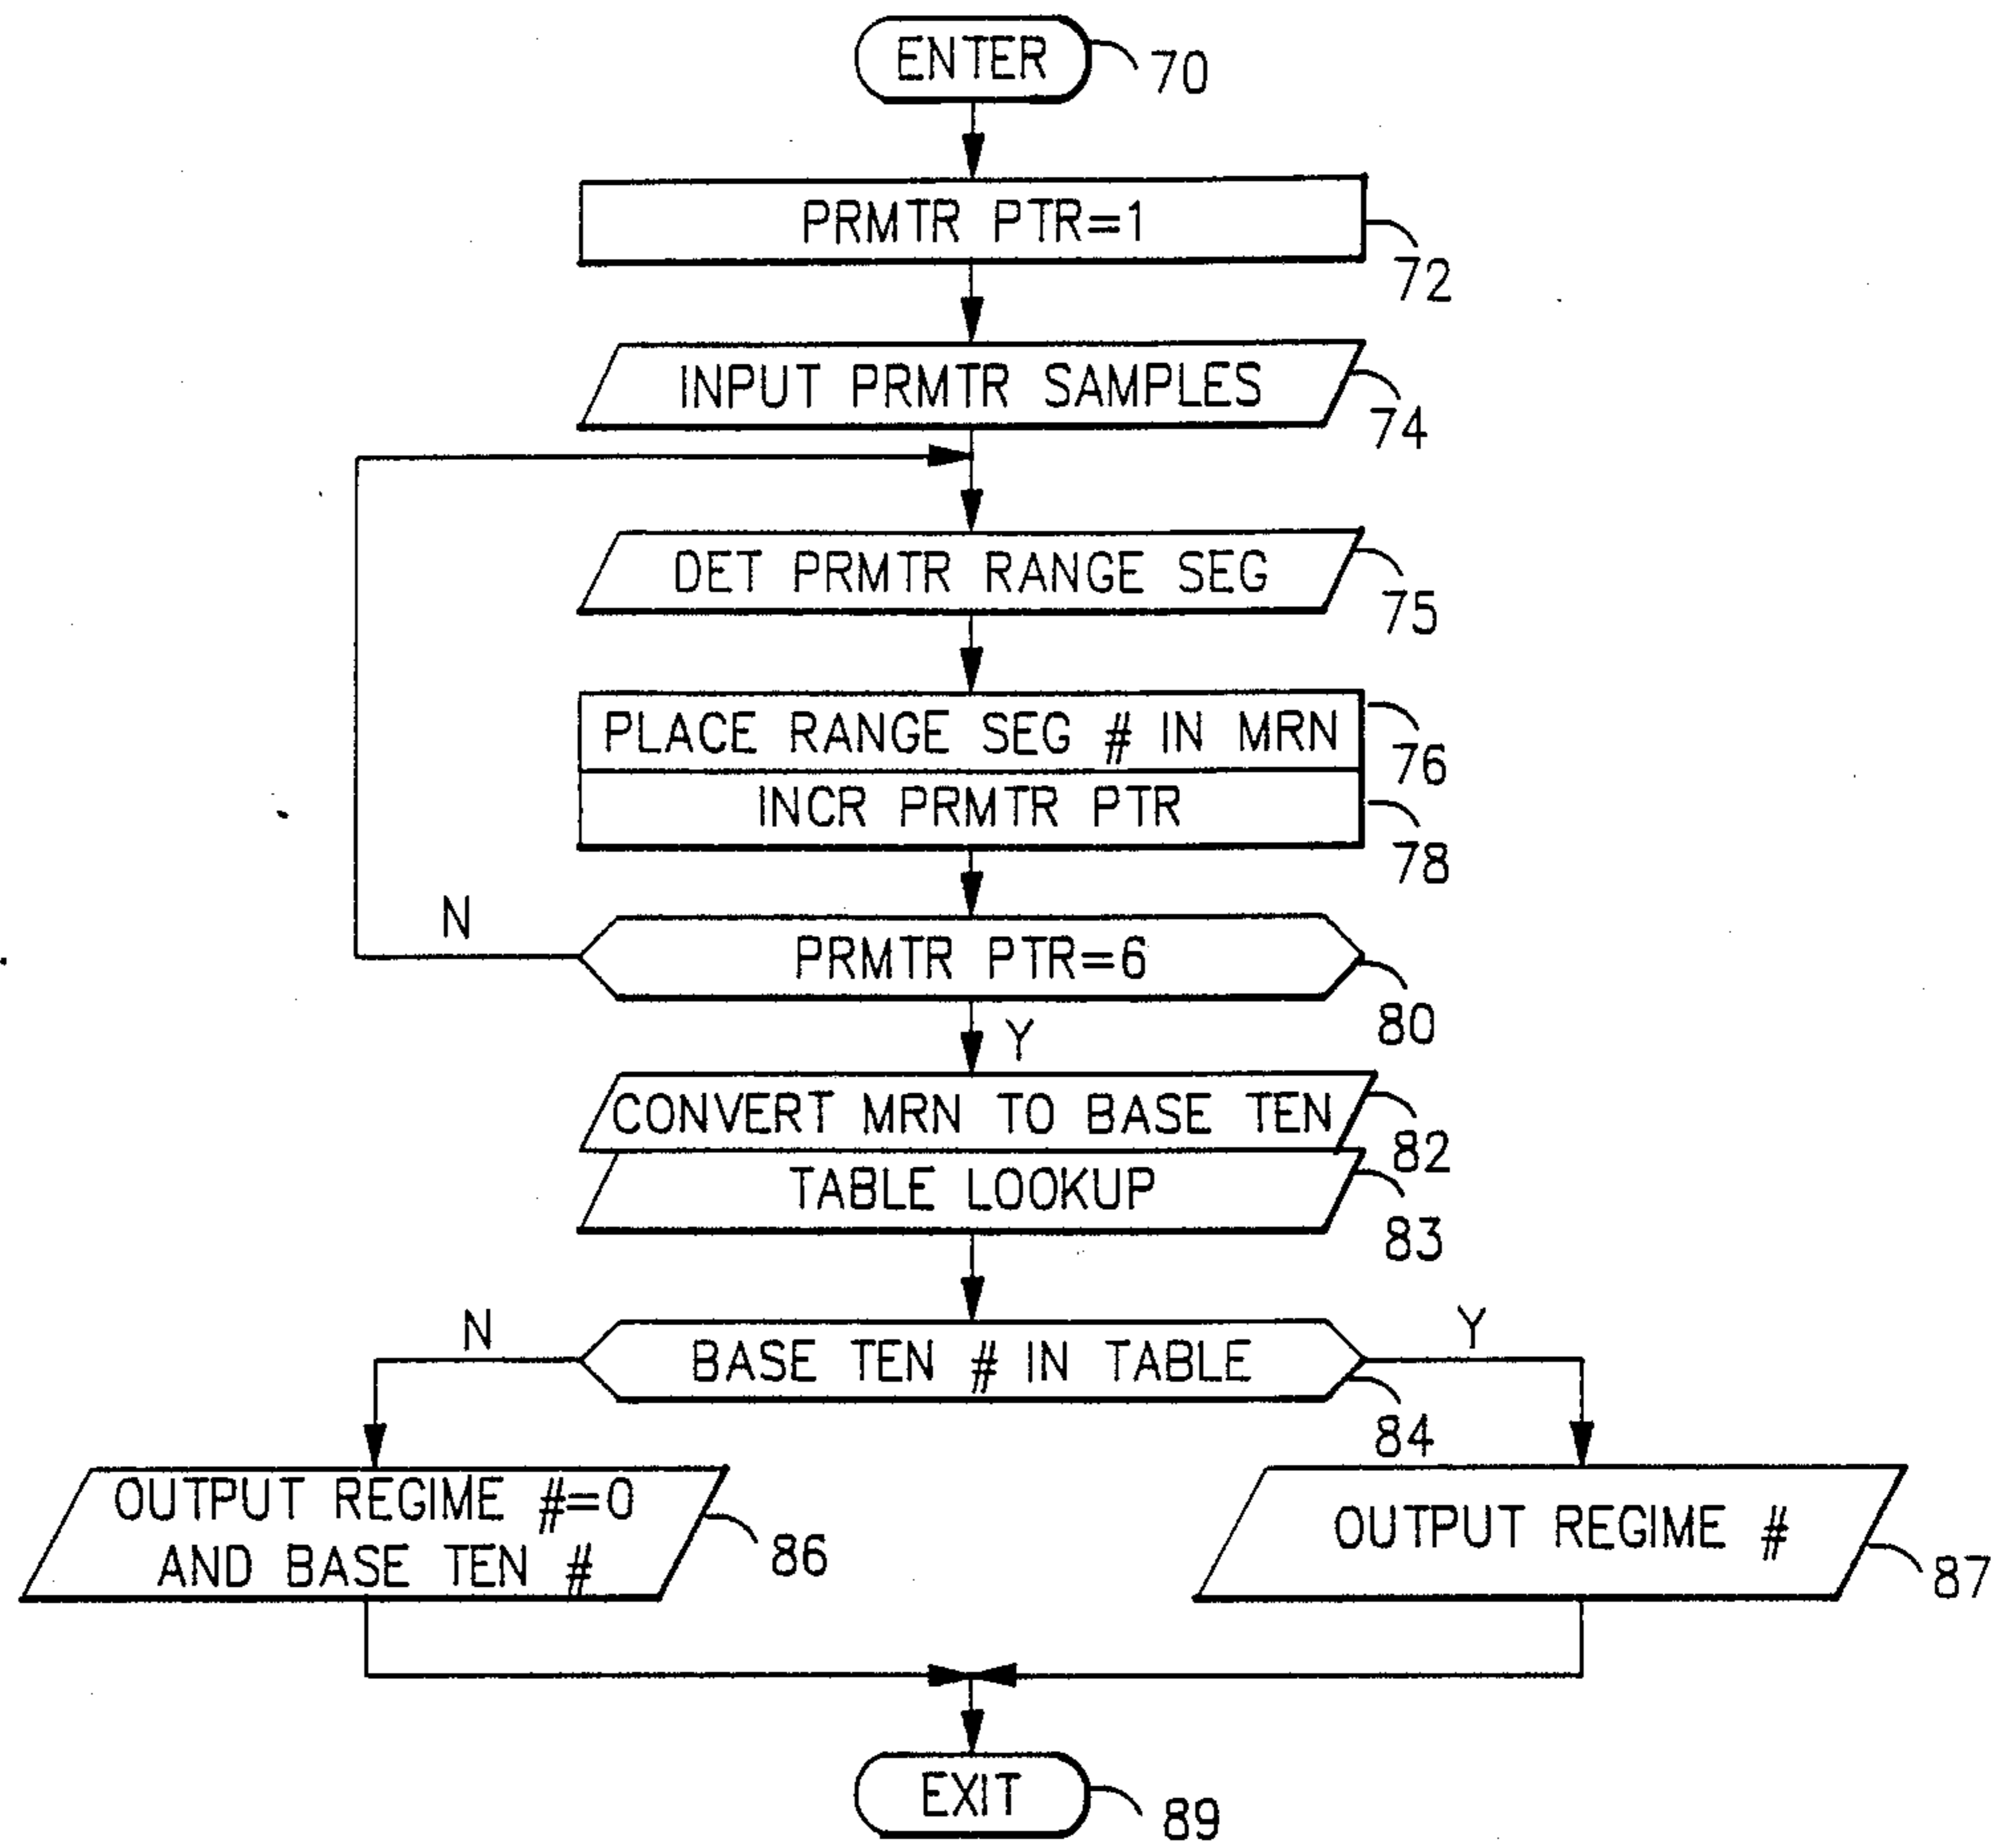 ENTER
70
PRMTR PTR=1
72
INPUT PRMTR SAMPLES
74
DET PRMTR RANGE SEG
75
PLACE RANGE SEG # IN MRN
76
INCR PRMTR PTR
78
N
PRMTR PTR=6
80
Y
CONVERT MRN TO BASE TEN
82
TABLE LOOKUP
83
N
BASE TEN # IN TABLE
Y
84
OUTPUT REGIME #=0
AND BASE TEN #
86
OUTPUT REGIME #
87
EXIT
89